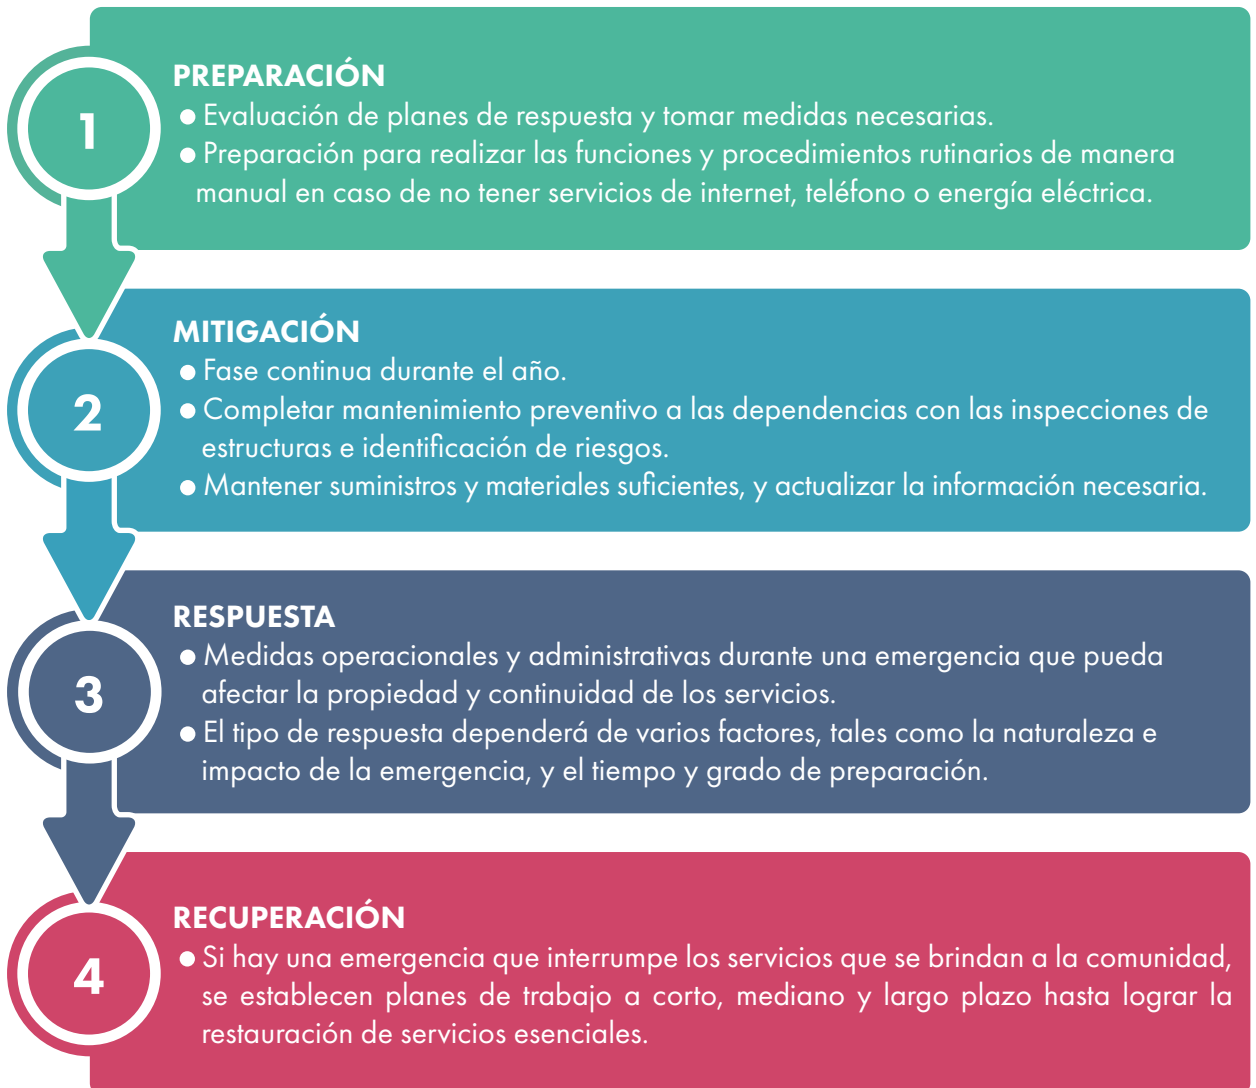 1
PREPARACIÓN
● Evaluación de planes de respuesta y tomar medidas necesarias.
● Preparación para realizar las funciones y procedimientos rutinarios de manera
manual en caso de no tener servicios de internet, teléfono o energía eléctrica.
2
MITIGACIÓN
● Fase continua durante el año.
● Completar mantenimiento preventivo a las dependencias con las inspecciones de
estructuras e identificación de riesgos.
● Mantener suministros y materiales suficientes, y actualizar la información necesaria.
3
RESPUESTA
● Medidas operacionales y administrativas durante una emergencia que pueda
afectar la propiedad y continuidad de los servicios.
● El tipo de respuesta dependerá de varios factores, tales como la naturaleza e
impacto de la emergencia, y el tiempo y grado de preparación.
4
RECUPERACIÓN
● Si hay una emergencia que interrumpe los servicios que se brindan a la comunidad,
se establecen planes de trabajo a corto, mediano y largo plazo hasta lograr la
restauración de servicios esenciales.